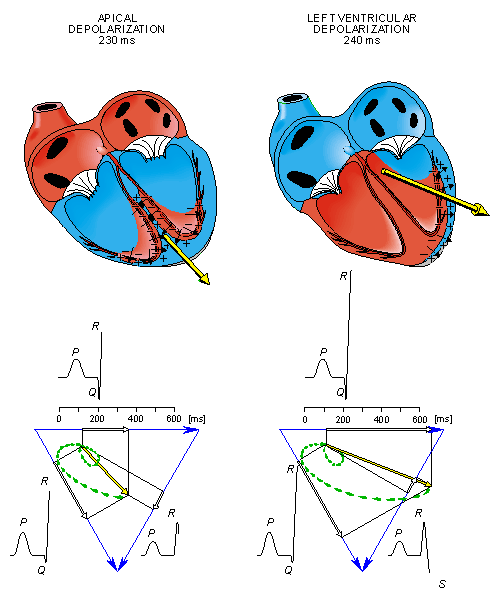 APICAL
DEPOLARIZATION
230 ms
LEFT VENTRICULAR
DEPOLARIZATION
240 ms
R
P
Q
R
P
Q
0 200 400 600 [ms]
0 200 400 600 [ms]
R
P
Q
R
P
R
P
Q
R
P
S